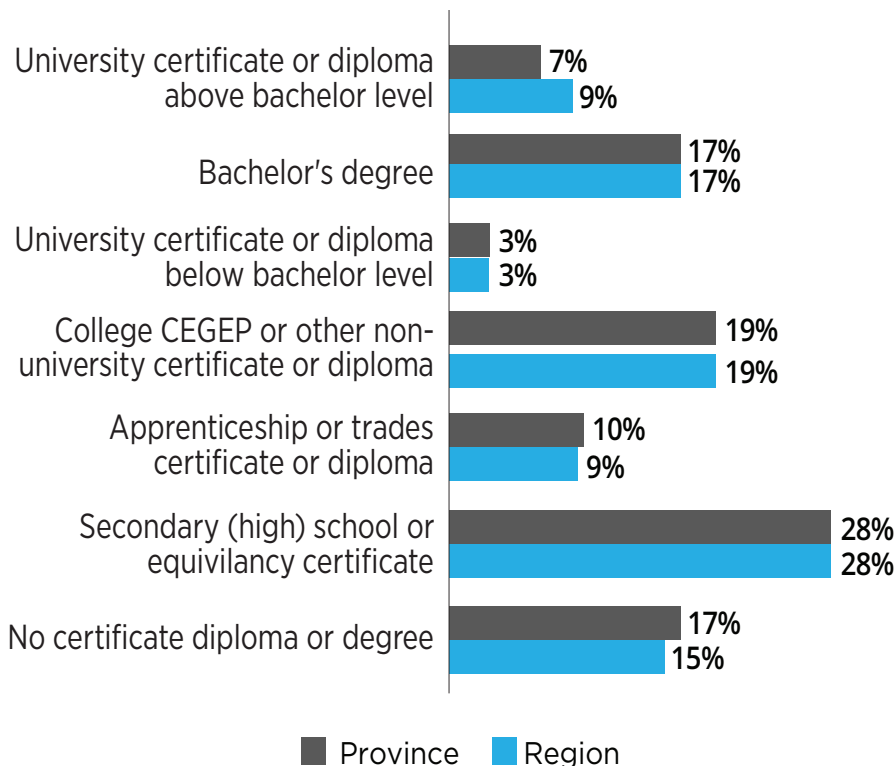 University certificate or diploma
above bachelor level
7%
9%
Bachelor's degree
17%
17%
University certificate or diploma
below bachelor level
3%
3%
College CEGEP or other non-
university certificate or diploma
19%
19%
Apprenticeship or trades
certificate or diploma
10%
9%
Secondary (high) school or
equivilancy certificate
28%
28%
No certificate diploma or degree
17%
15%
Province Region